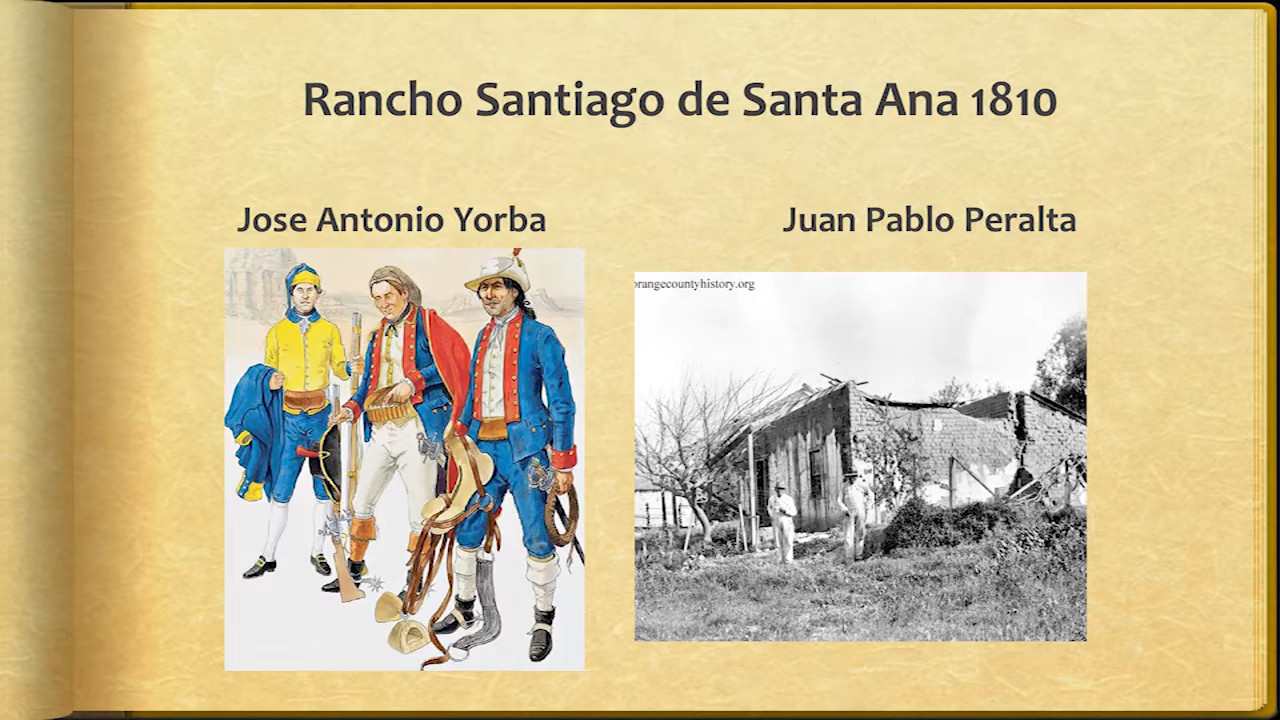 Rancho Santiago de Santa Ana 1810
Jose Antonio Yorba
Juan Pablo Peralta
orangecountyhistory.org